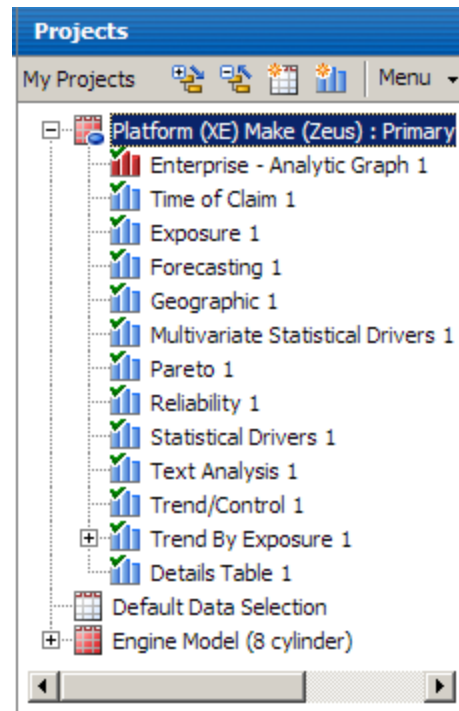 Projects
My Projects Menu
Platform (XE) Make (Zeus) : Primary
Enterprise - Analytic Graph 1
Time of Claim 1
Exposure 1
Forecasting 1
Geographic 1
Multivariate Statistical Drivers 1
Pareto 1
Reliability 1
Statistical Drivers 1
Text Analysis 1
Trend/Control 1
Trend By Exposure 1
Details Table 1
Default Data Selection
Engine Model (8 cylinder)